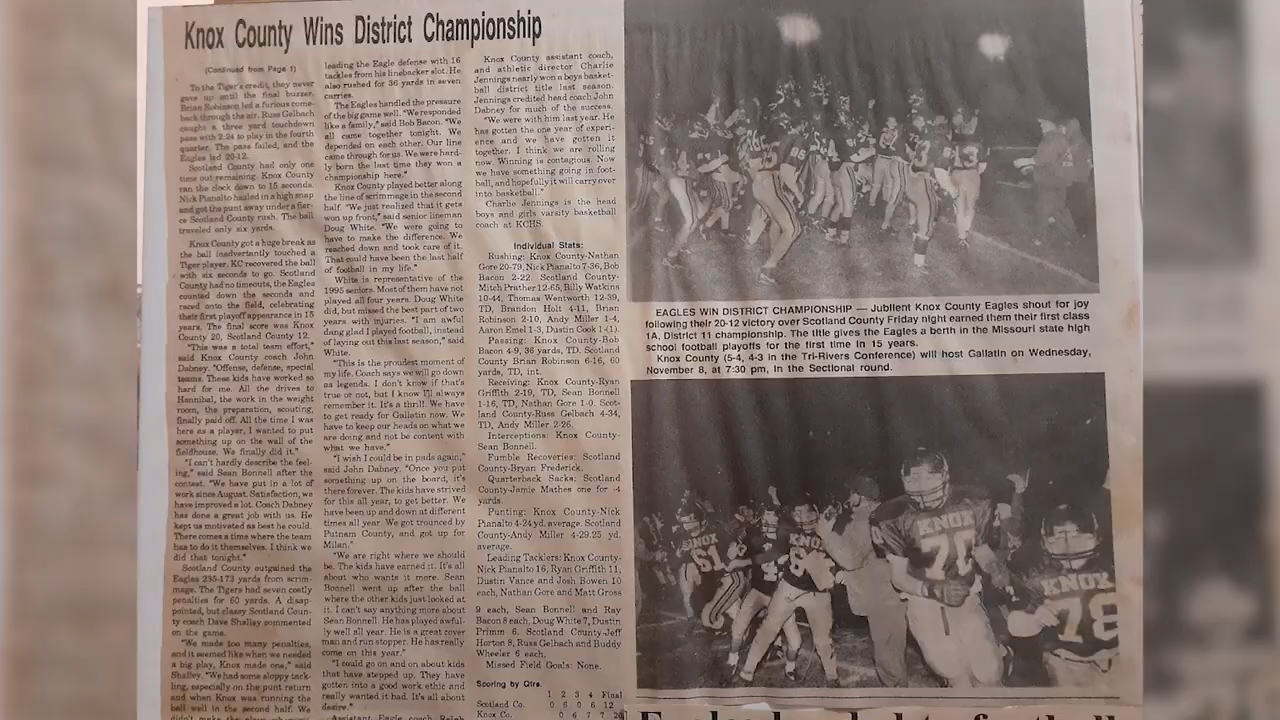 Knox County Wins District Championship
(Continued from Page 1)
To the Tiger's credit, they never
gave up until the final buzzer.
Brian Robinson led a furious come-
back through the air. Russ Gelbach
caught a three yard touchdown
pass with 2:24 to play in the fourth
quarter. The pass failed, and the
Eagles led 20-12.
Scotland County had only one
time out remaining. Knox County
ran the clock down to 15 seconds.
Nick Pianalto hauled in a high snap
and got the punt away under a fier-
ce Scotland County rush. The ball
traveled only six yards.
Knox County got a huge break as
the ball inadvertantly touched a
Tiger player. KC recovered the ball
with six seconds to go. Scotland
County had no timeouts, the Eagles
counted down the seconds and
raced onto the field, celebrating
their first playoff appearance in 15
years. The final score was Knox
County 20, Scotland County 12.
"This was a total team effort,"
said Knox County coach John
Dabney. "Offense, defense, special
teams. These kids have worked so
hard for me. All the drives to
Hannibal, the work in the weight
room, the preparation, scouting,
finally paid off. All the time I was
here as a player, I wanted to put
something up on the wall of the
fieldhouse. We finally did it."
"I can't hardly describe the feel-
ing," said Sean Bonnell after the
contest. "We have put in a lot of
work since August. Satisfaction, we
have improved a lot. Coach Dabney
has done a great job with us. He
kept us motivated as best he could.
There comes a time where the team
has to do it themselves. I think we
did that tonight."
Scotland County outgained the
Eagles 235-173 yards from scrim-
mage. The Tigers had seven costly
penalties for 60 yards. A disap-
pointed, but classy Scotland Coun-
ty coach Dave Shalley commented
on the game.
"We made too many penalties,
and it seemed like when we needed
a big play, Knox made one," said
Shalley. "We had some sloppy tack-
ling, especially on the punt return
and when Knox was running the
ball well in the second half. We
leading the Eagle defense with 16
tackles from his linebacker slot. He
also rushed for 36 yards in seven
carries.
The Eagles handled the pressure
of the big game well. "We responded
like a family," said Bob Bacon. "We
all came together tonight. We
depended on each other. Our line
came through for us. We were hard-
ly born the last time they won a
championship here."
Knox County played better along
the line of scrimmage in the second
half. "We just realized that it gets
won up front," said senior lineman
Doug White. "We were going to
have to make the difference. We
reached down and took care of it.
That could have been the last half
of football in my life."
White is representative of the
1995 seniors. Most of them have not
played all four years. Doug White
did, but missed the best part of two
years with injuries. "I am awful
dang glad I played football, instead
of laying out this last season," said
White.
"This is the proudest moment of
my life. Coach says we will go down
as legends. I don't know if that's
true or not, but I know I'll always
remember it. It's a thrill. We have
to get ready for Gallatin now. We
have to keep our heads on what we
are doing and not be content with
what we have."
"I wish I could be in pads again,"
said John Dabney. "Once you put
something up on the board, it's
there forever. The kids have strived
for this all year, to get better. We
have been up and down at different
times all year. We got trounced by
Putnam County, and got up for
Milan."
"We are right where we should
be. The kids have earned it. It's all
about who wants it more. Sean
Bonnell went up after the ball
where the other kids just looked at
it. I can't say anything more about
Sean Bonnell. He has played awful-
ly well all year. He is a great cover
man and run stopper. He has really
come on this year."
"I could go on and on about kids
that have stepped up. They have
gotten into a good work ethic and
really wanted it had. It's all about
desire."
Assistant Eagle coach Ralph
Knox County assistant coach,
and athletic director Charlie
Jennings nearly won a boys basket-
ball district title last season.
Jennings credited head coach John
Dabney for much of the success.
"We were with him last year. He
has gotten the one year of experi-
ence and we have gotten it
together. I think we are rolling
now. Winning is contagious. Now
we have something going in foot-
ball, and hopefully it will carry over
into basketball."
Charlie Jennings is the head
boys and girls varsity basketball
coach at KCHS.
Individual Stats:
Rushing: Knox County-Nathan
Gore 20-79, Nick Pianalto 7-36, Bob
Bacon 2-22. Scotland County-
Mitch Prather 12-65, Billy Watkins
10-44, Thomas Wentworth 12-39,
TD, Brandon Holt 4-11, Brian
Robinson 2-10, Andy Miller 1-4,
Aaron Emel 1-3, Dustin Cook 1-(1).
Passing: Knox County-Bob
Bacon 4-9, 36 yards, TD. Scotland
County Brian Robinson 6-16, 60
yards, TD, int.
Receiving: Knox County-Ryan
Griffith 2-19, TD, Sean Bonnell
1-16, TD, Nathan Gore 1-0. Scot-
land County-Russ Gelbach 4-34,
TD, Andy Miller 2-26.
Interceptions: Knox County-
Sean Bonnell.
Fumble Recoveries: Scotland
County-Bryan Frederick.
Quarterback Sacks: Scotland
County-Jamie Mathes one for -4
yards.
Punting: Knox County-Nick
Pianalto 4-24 yd. average. Scotland
County-Andy Miller 4-29.25 yd.
average.
Leading Tacklers: Knox County-
Nick Pianalto 16, Ryan Griffith 11,
Dustin Vance and Josh Bowen 10
each, Nathan Gore and Matt Gross
9 each, Sean Bonnell and Ray
Bacon 8 each, Doug White 7, Dustin
Primm 6. Scotland County-Jeff
Horton 8, Russ Gelbach and Buddy
Wheeler 6 each.
Missed Field Goals: None.
Scoring by Qtrs.
1 2 3 4 Final
Scotland Co. 0 6 0 6 12
Knox Co. 0 6 7 7 20
13
EAGLES WIN DISTRICT CHAMPIONSHIP — Jubilent Knox County Eagles shout for joy
following their 20-12 victory over Scotland County Friday night earned them their first class
1A, District 11 championship. The title gives the Eagles a berth in the Missouri state high
school football playoffs for the first time in 15 years.
Knox County (5-4, 4-3 in the Tri-Rivers Conference) will host Gallatin on Wednesday,
November 8, at 7:30 pm, in the Sectional round.
KNOX
51
KNOX
KNOX
70
KNOX
78